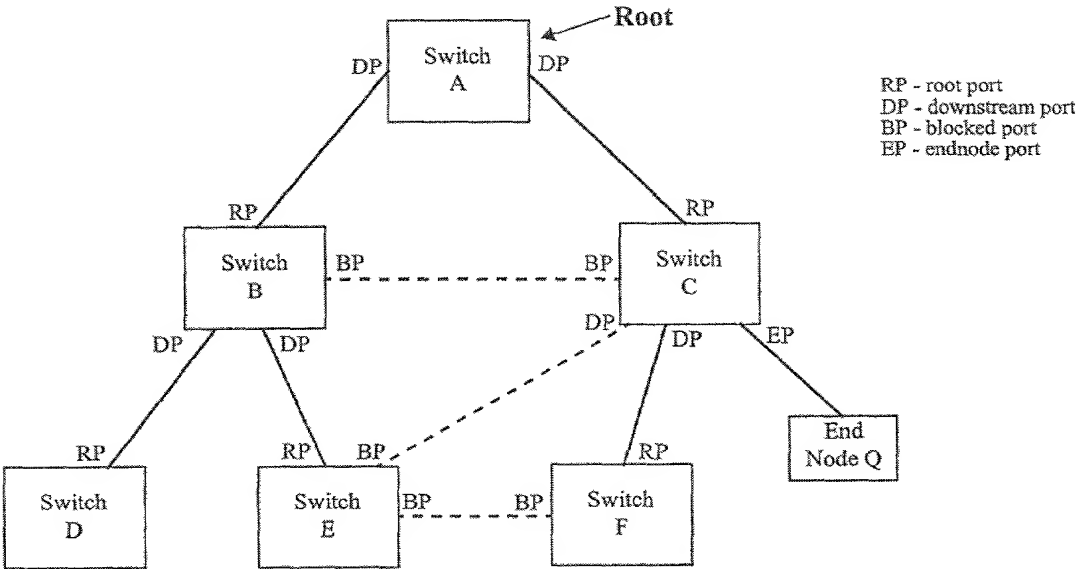 Root
DP
Switch
A
DP
RP - root port
DP - downstream port
BP - blocked port
EP - endnode port
RP
RP
Switch
B
BP
BP
Switch
C
DP
DP
DP
DP
EP
RP
RP
BP
RP
End
Node Q
Switch
D
Switch
E
BP
BP
Switch
F